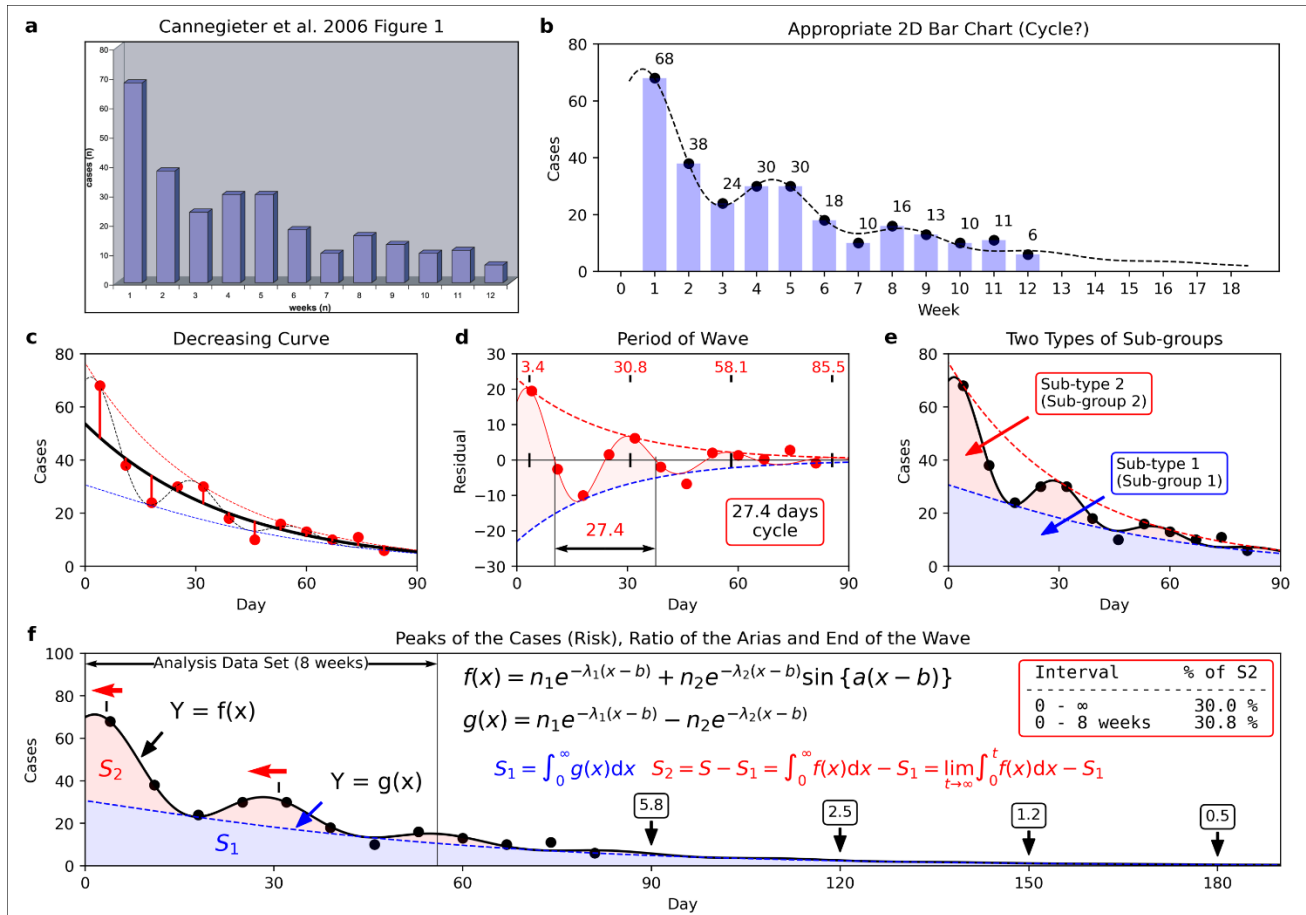 a
Cannegieter et al. 2006 Figure 1
80
70
60
50
40
30
20
10
0
cases (n)
1 2 3 4 5 6 7 8 9 10 11 12
weeks (n)
b
Appropriate 2D Bar Chart (Cycle?)
80
60
40
20
0
Cases
68
38
24
30
30
18
10
16
13
10
11
6
0 1 2 3 4 5 6 7 8 9 10 11 12 13 14 15 16 17 18
Week
c
Decreasing Curve
80
60
40
20
0
Cases
0 30 60 90
Day
d
Period of Wave
30
20
10
0
−10
−20
−30
Residual
3.4 30.8 58.1 85.5
27.4
27.4 days
cycle
0 30 60 90
Day
e
Two Types of Sub-groups
80
60
40
20
0
Cases
Sub-type 2
(Sub-group 2)
Sub-type 1
(Sub-group 1)
0 30 60 90
Day
f
Peaks of the Cases (Risk), Ratio of the Arias and End of the Wave
100
80
60
40
20
0
Cases
Analysis Data Set (8 weeks)
Y = f(x)
Y = g(x)
S₂
S₁
f(x) = n₁e^{−λ₁(x − b)} + n₂e^{−λ₂(x − b)}sin {a(x − b)}
g(x) = n₁e^{−λ₁(x − b)} − n₂e^{−λ₂(x − b)}
S₁ = ∫₀^∞ g(x)dx S₂ = S − S₁ = ∫₀^∞ f(x)dx − S₁ = lim_{t→∞} ∫₀^t f(x)dx − S₁
Interval % of S2
- - - - - - - - - - - - - - - - - - - - - -
0 - ∞ 30.0 %
0 - 8 weeks 30.8 %
5.8
2.5
1.2
0.5
0 30 60 90 120 150 180
Day